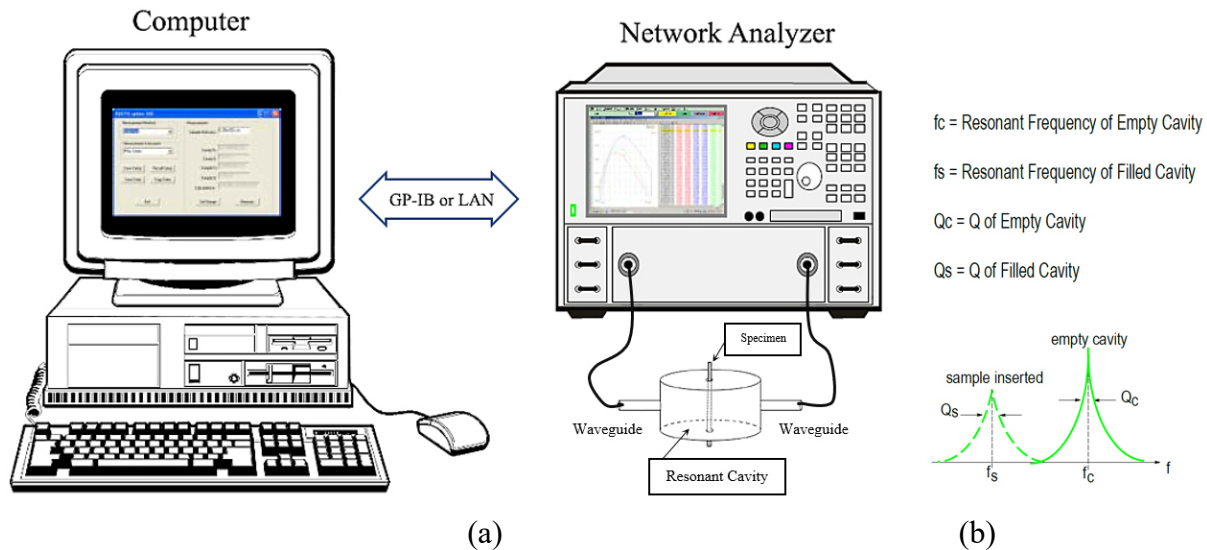 Computer
Network Analyzer
GP-IB or LAN
Specimen
Waveguide
Waveguide
Resonant Cavity
(a)
fc = Resonant Frequency of Empty Cavity
fs = Resonant Frequency of Filled Cavity
Qc = Q of Empty Cavity
Qs = Q of Filled Cavity
empty cavity
sample inserted
Qs
Qc
fs
fc
f
(b)